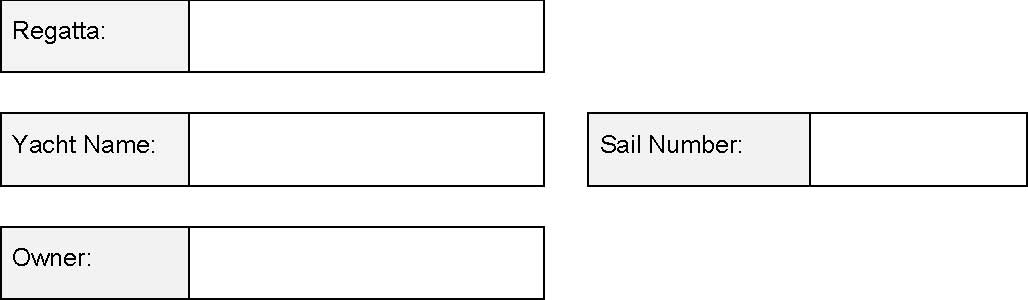 Regatta:
Yacht Name:
Sail Number:
Owner: